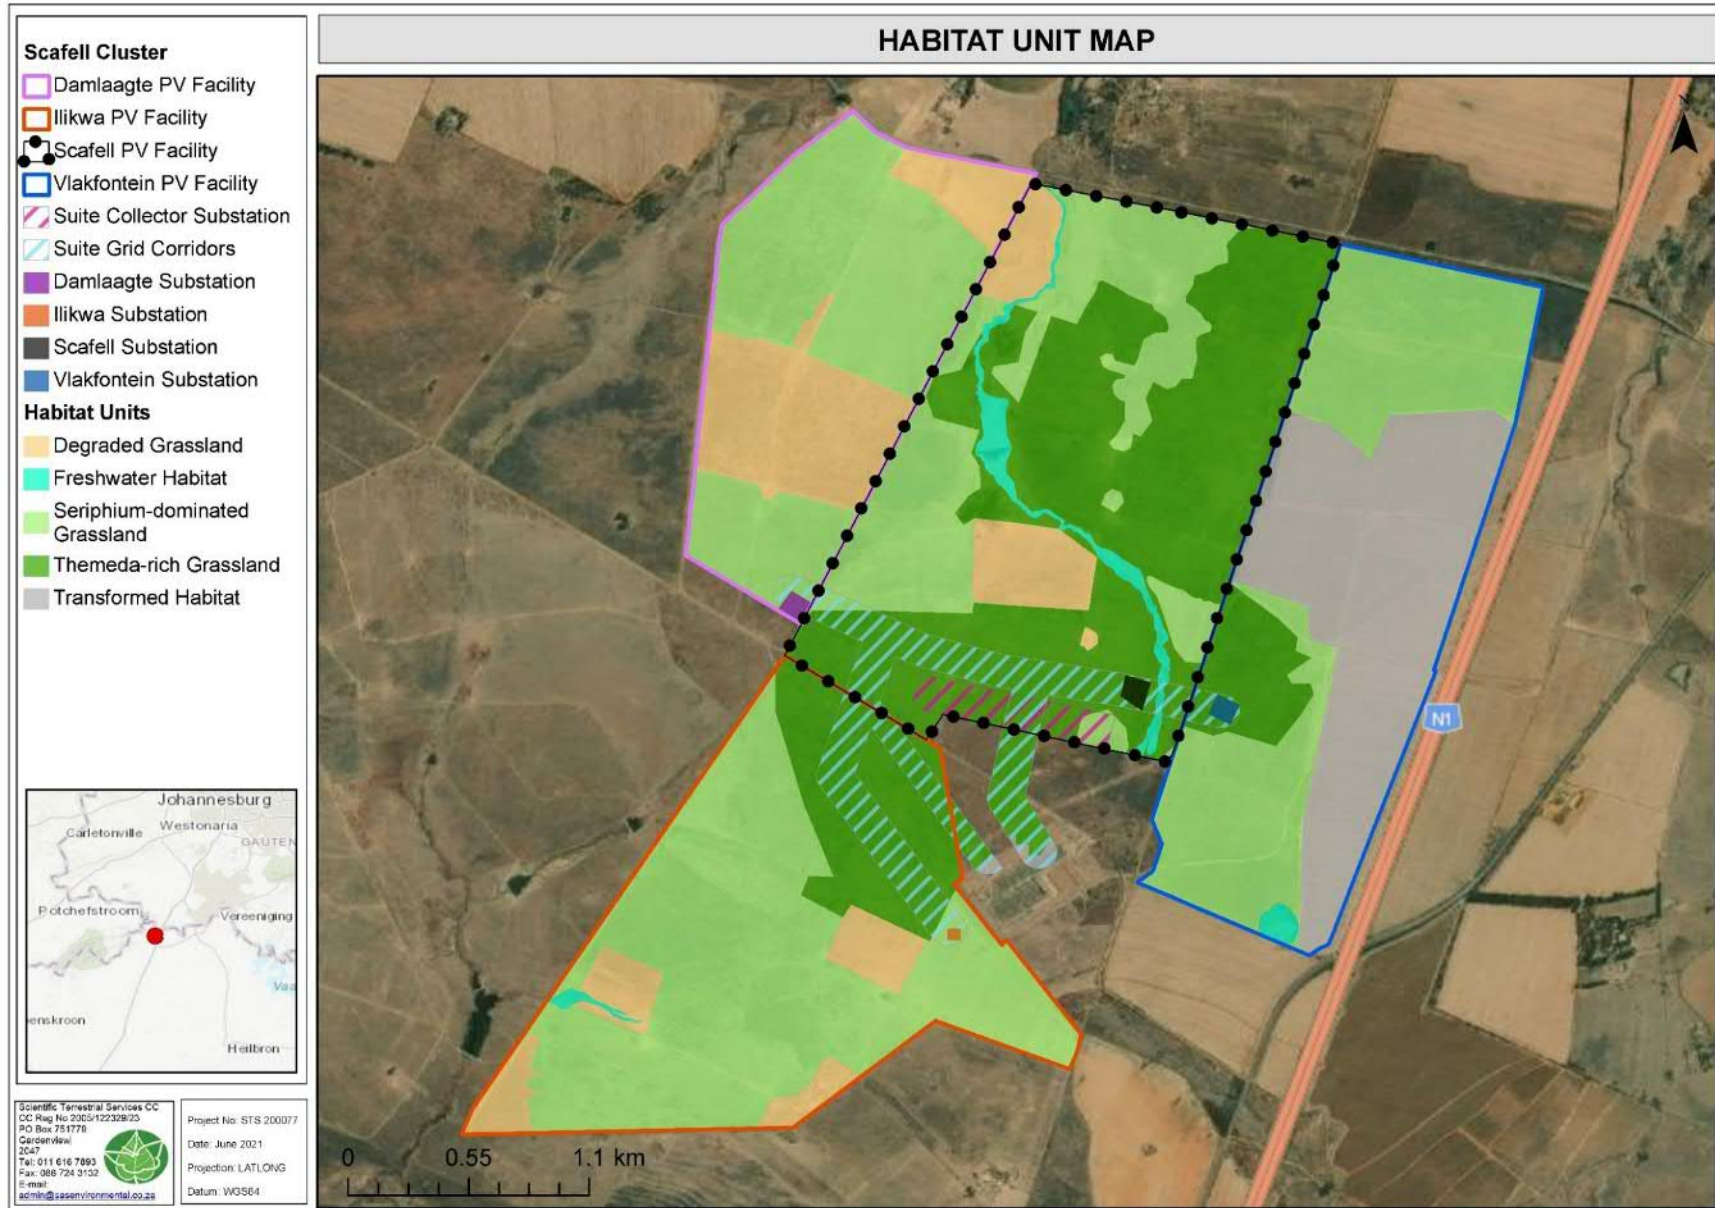 HABITAT UNIT MAP
Scafell Cluster
Damlaagte PV Facility
Ilikwa PV Facility
Scafell PV Facility
Vlakfontein PV Facility
Suite Collector Substation
Suite Grid Corridors
Damlaagte Substation
Ilikwa Substation
Scafell Substation
Vlakfontein Substation
Habitat Units
Degraded Grassland
Freshwater Habitat
Seriphium-dominated
Grassland
Themeda-rich Grassland
Transformed Habitat
N1
0 0.55 1.1 km
Johannesburg
Carletonville Westonaria
GAUTEN
Potchefstroom
Vereeniging
Vaa
enskroon
Heilbron
Scientific Terrestrial Services CC
CC Reg No 2005/122329/23
PO Box 751779
Gardenview
2047
Tel: 011 616 7893
Fax: 086 724 3132
E-mail:
admin@sasenvironmental.co.za
Project No: STS 200077
Date: June 2021
Projection: LATLONG
Datum: WGS84